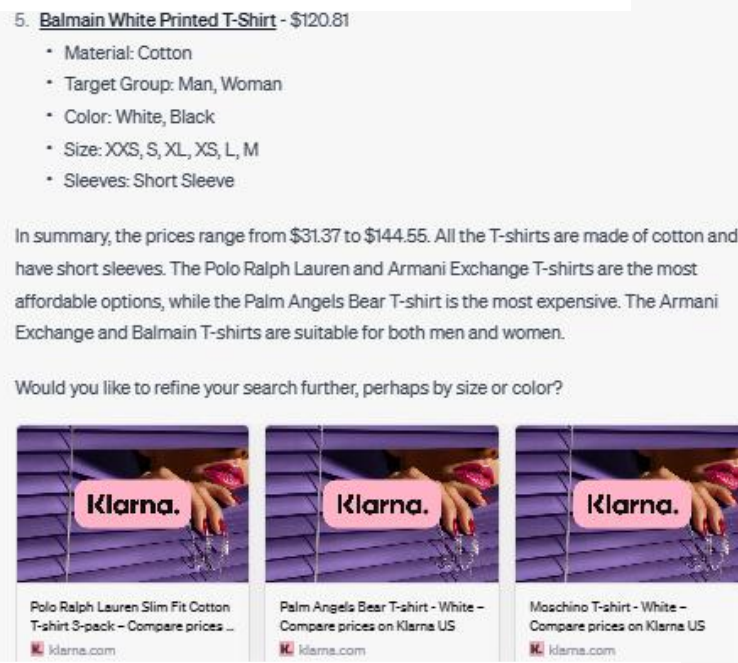 5. Balmain White Printed T-Shirt - $120.81
• Material: Cotton
• Target Group: Man, Woman
• Color: White, Black
• Size: XXS, S, XL, XS, L, M
• Sleeves: Short Sleeve
In summary, the prices range from $31.37 to $144.55. All the T-shirts are made of cotton and
have short sleeves. The Polo Ralph Lauren and Armani Exchange T-shirts are the most
affordable options, while the Palm Angels Bear T-shirt is the most expensive. The Armani
Exchange and Balmain T-shirts are suitable for both men and women.
Would you like to refine your search further, perhaps by size or color?
Klarna.
Polo Ralph Lauren Slim Fit Cotton
T-shirt 3-pack – Compare prices ...
K. klarna.com
Klarna.
Palm Angels Bear T-shirt - White –
Compare prices on Klarna US
K. klarna.com
Klarna.
Moschino T-shirt - White –
Compare prices on Klarna US
K. klarna.com